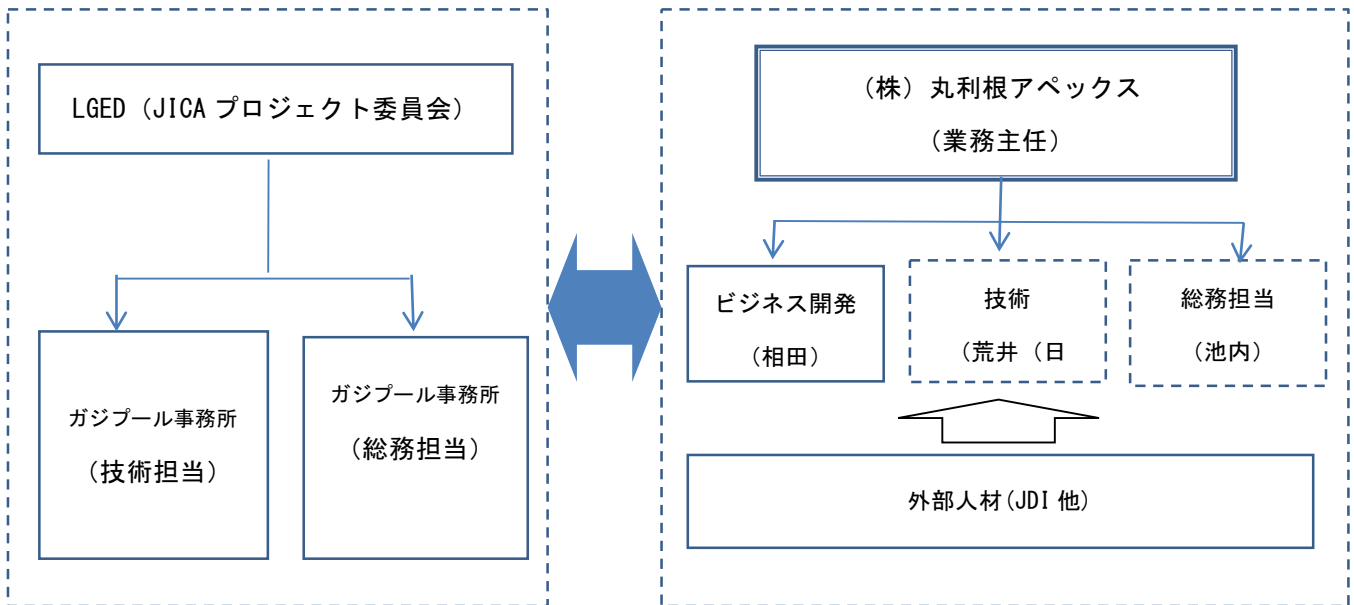 LGED（JICA プロジェクト委員会）
ガジプール事務所
（技術担当）
ガジプール事務所
（総務担当）
（株）丸利根アペックス
（業務主任）
ビジネス開発
（相田）
技術
（荒井（日
総務担当
（池内）
外部人材(JDI 他)